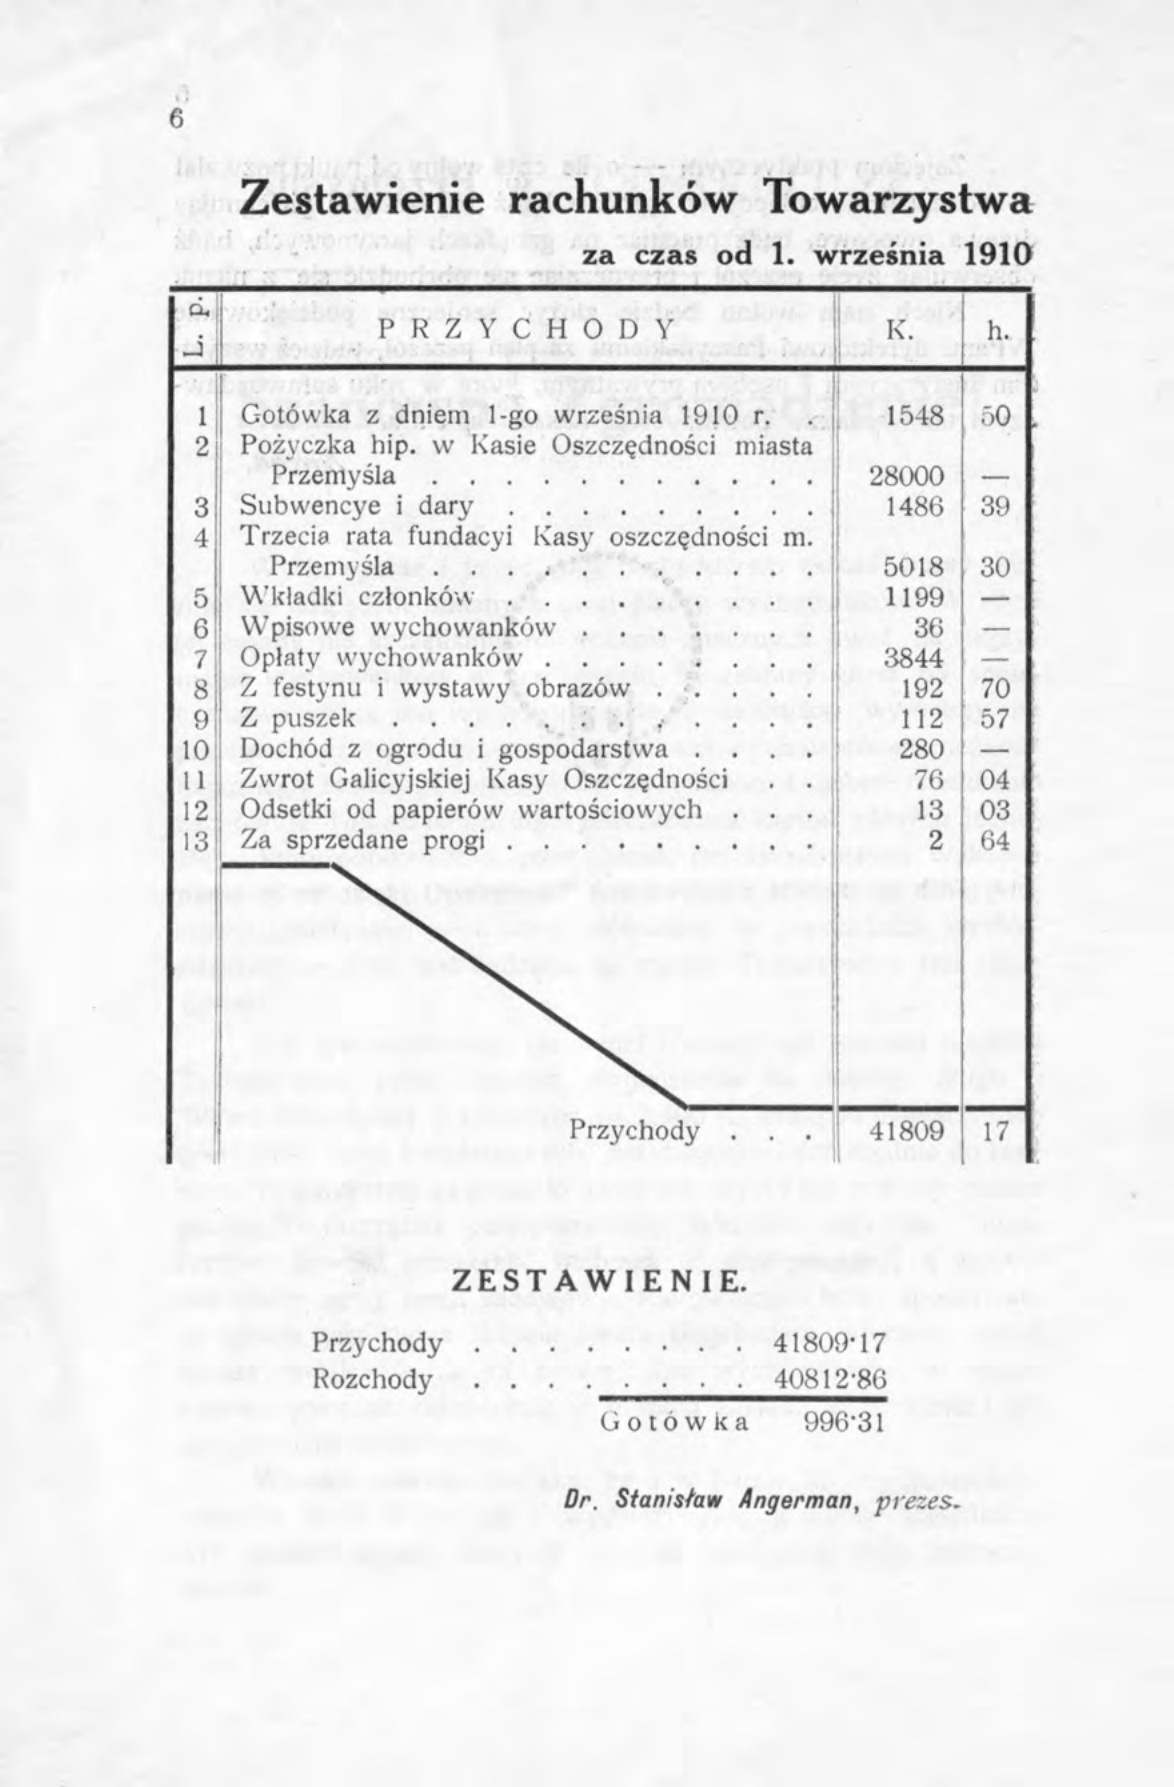 6
Zestawienie rachunków Towarzystwa
za czas od 1. września 1910
L. p. PRZYCHODY K. h.
1 Gotówka z dniem 1-go września 1910 r. . 1548 50
2 Pożyczka hip. w Kasie Oszczędności miasta
Przemyśla . . . . . . . . . . . 28000 —
3 Subwencye i dary . . . . . . . . . 1486 39
4 Trzecia rata fundacyi Kasy oszczędności m.
Przemyśla . . . . . . . . . . . 5018 30
5 Wkładki członków . . . . . . . . . 1199 —
6 Wpisowe wychowanków . . . . . . . 36 —
7 Opłaty wychowanków . . . . . . . . 3844 —
8 Z festynu i wystawy obrazów . . . . . 192 70
9 Z puszek . . . . . . . . . . . 112 57
10 Dochód z ogrodu i gospodarstwa . . . . 280 —
11 Zwrot Galicyjskiej Kasy Oszczędności . . 76 04
12 Odsetki od papierów wartościowych . . . 13 03
13 Za sprzedane progi . . . . . . . . . 2 64
Przychody . . . 41809 17
ZESTAWIENIE.
Przychody . . . . . . . . 41809·17
Rozchody . . . . . . . . 40812·86
Gotówka 996·31
Dr. Stanisław Angerman, prezes.